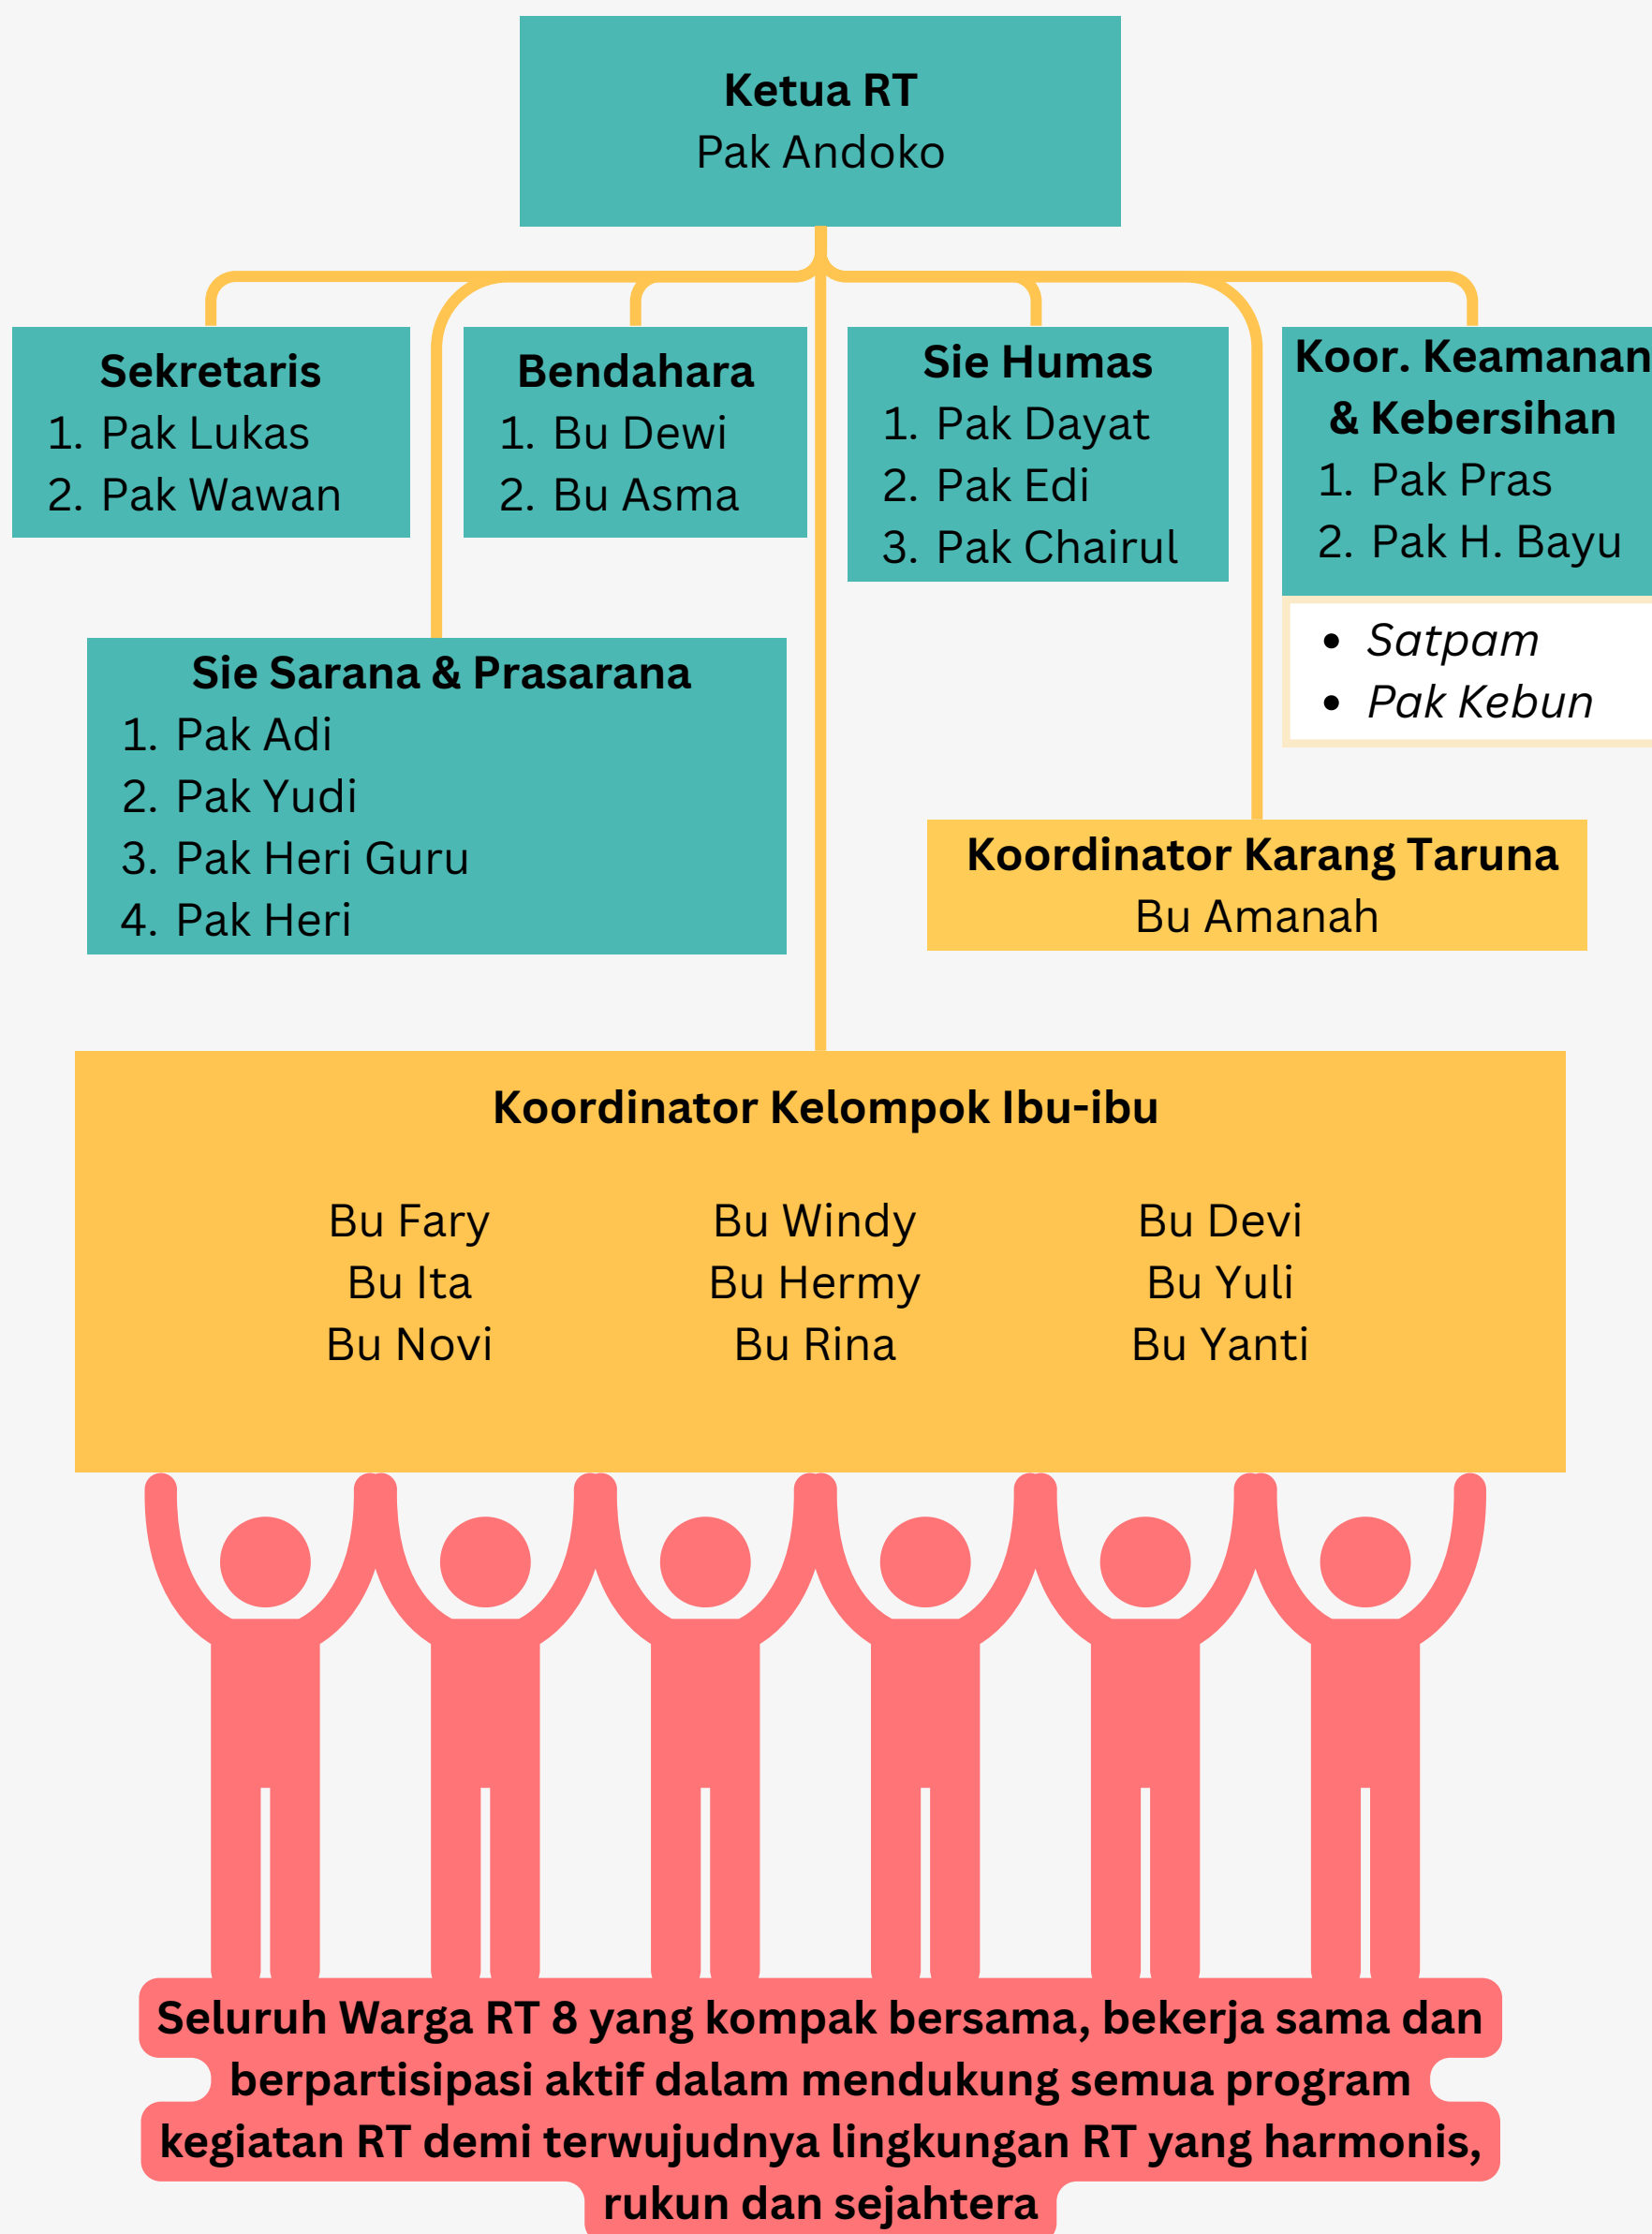 Ketua RT
Pak Andoko
Sekretaris
1. Pak Lukas
2. Pak Wawan
Bendahara
1. Bu Dewi
2. Bu Asma
Sie Humas
1. Pak Dayat
2. Pak Edi
3. Pak Chairul
Koor. Keamanan
& Kebersihan
1. Pak Pras
2. Pak H. Bayu
• Satpam
• Pak Kebun
Sie Sarana & Prasarana
1. Pak Adi
2. Pak Yudi
3. Pak Heri Guru
4. Pak Heri
Koordinator Karang Taruna
Bu Amanah
Koordinator Kelompok Ibu-ibu
Bu Fary
Bu Ita
Bu Novi
Bu Windy
Bu Hermy
Bu Rina
Bu Devi
Bu Yuli
Bu Yanti
Seluruh Warga RT 8 yang kompak bersama, bekerja sama dan
berpartisipasi aktif dalam mendukung semua program
kegiatan RT demi terwujudnya lingkungan RT yang harmonis,
rukun dan sejahtera